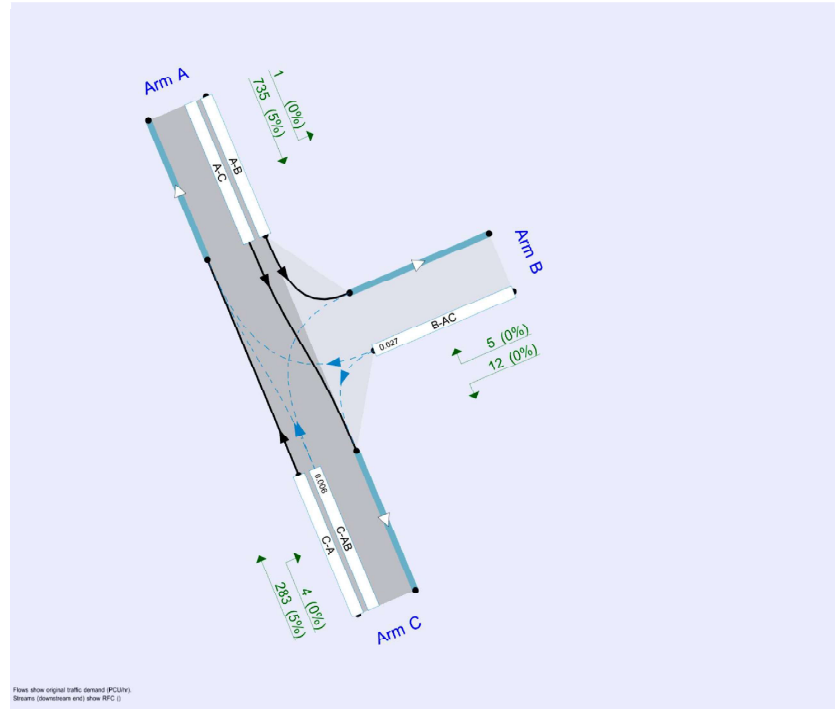 Arm A
1 (0%)
735 (5%)
A-B
A-C
Arm B
B-AC
0.027
5 (0%)
12 (0%)
0.006
C-AB
C-A
4 (0%)
283 (5%)
Arm C
Flows show original traffic demand (PCU/hr).
Streams (downstream end) show RFC ()